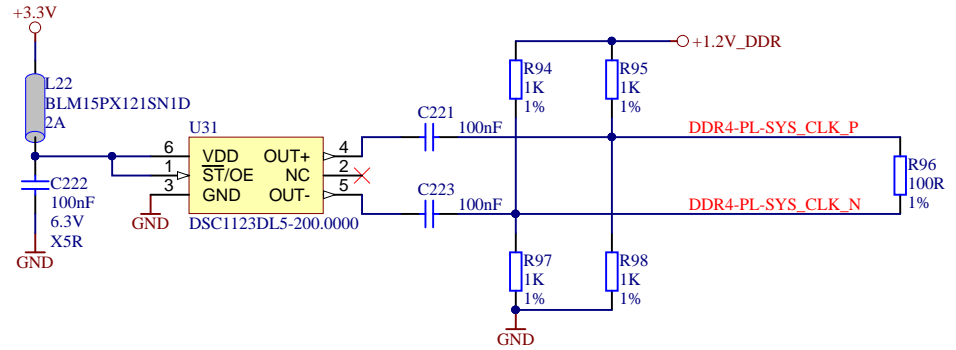 +3.3V
L22
BLM15PX121SN1D
2A
C222
100nF
6.3V
X5R
GND
U31
6 VDD OUT+ 4
1 ST/OE NC 2
3 GND OUT- 5
DSC1123DL5-200.0000
GND
C221
100nF
C223
100nF
+1.2V_DDR
R94
1K
1%
R95
1K
1%
DDR4-PL-SYS_CLK_P
R96
100R
1%
DDR4-PL-SYS_CLK_N
R97
1K
1%
R98
1K
1%
GND